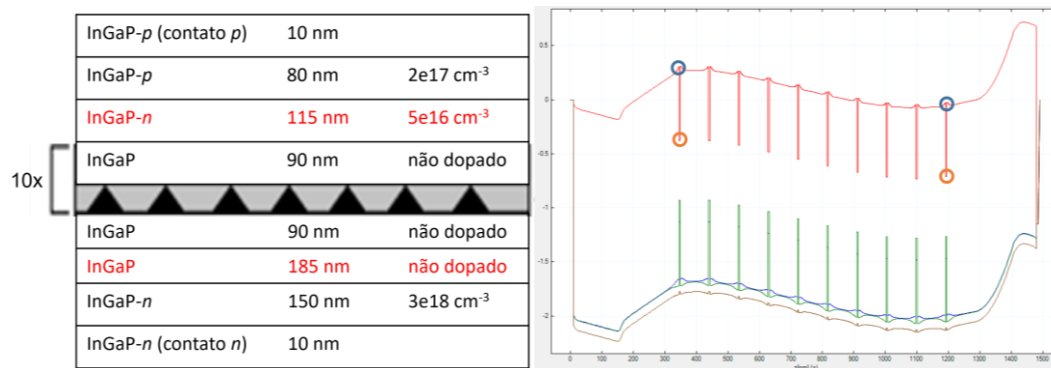 InGaP-p (contato p) 10 nm
InGaP-p 80 nm 2e17 cm⁻³
InGaP-n 115 nm 5e16 cm⁻³
InGaP 90 nm não dopado
10x
InGaP 90 nm não dopado
InGaP 185 nm não dopado
InGaP-n 150 nm 3e18 cm⁻³
InGaP-n (contato n) 10 nm
0.5
0
-0.5
-1
-1.5
-2
0 100 200 300 400 500 600 700 800 900 1000 1100 1200 1300 1400 1500